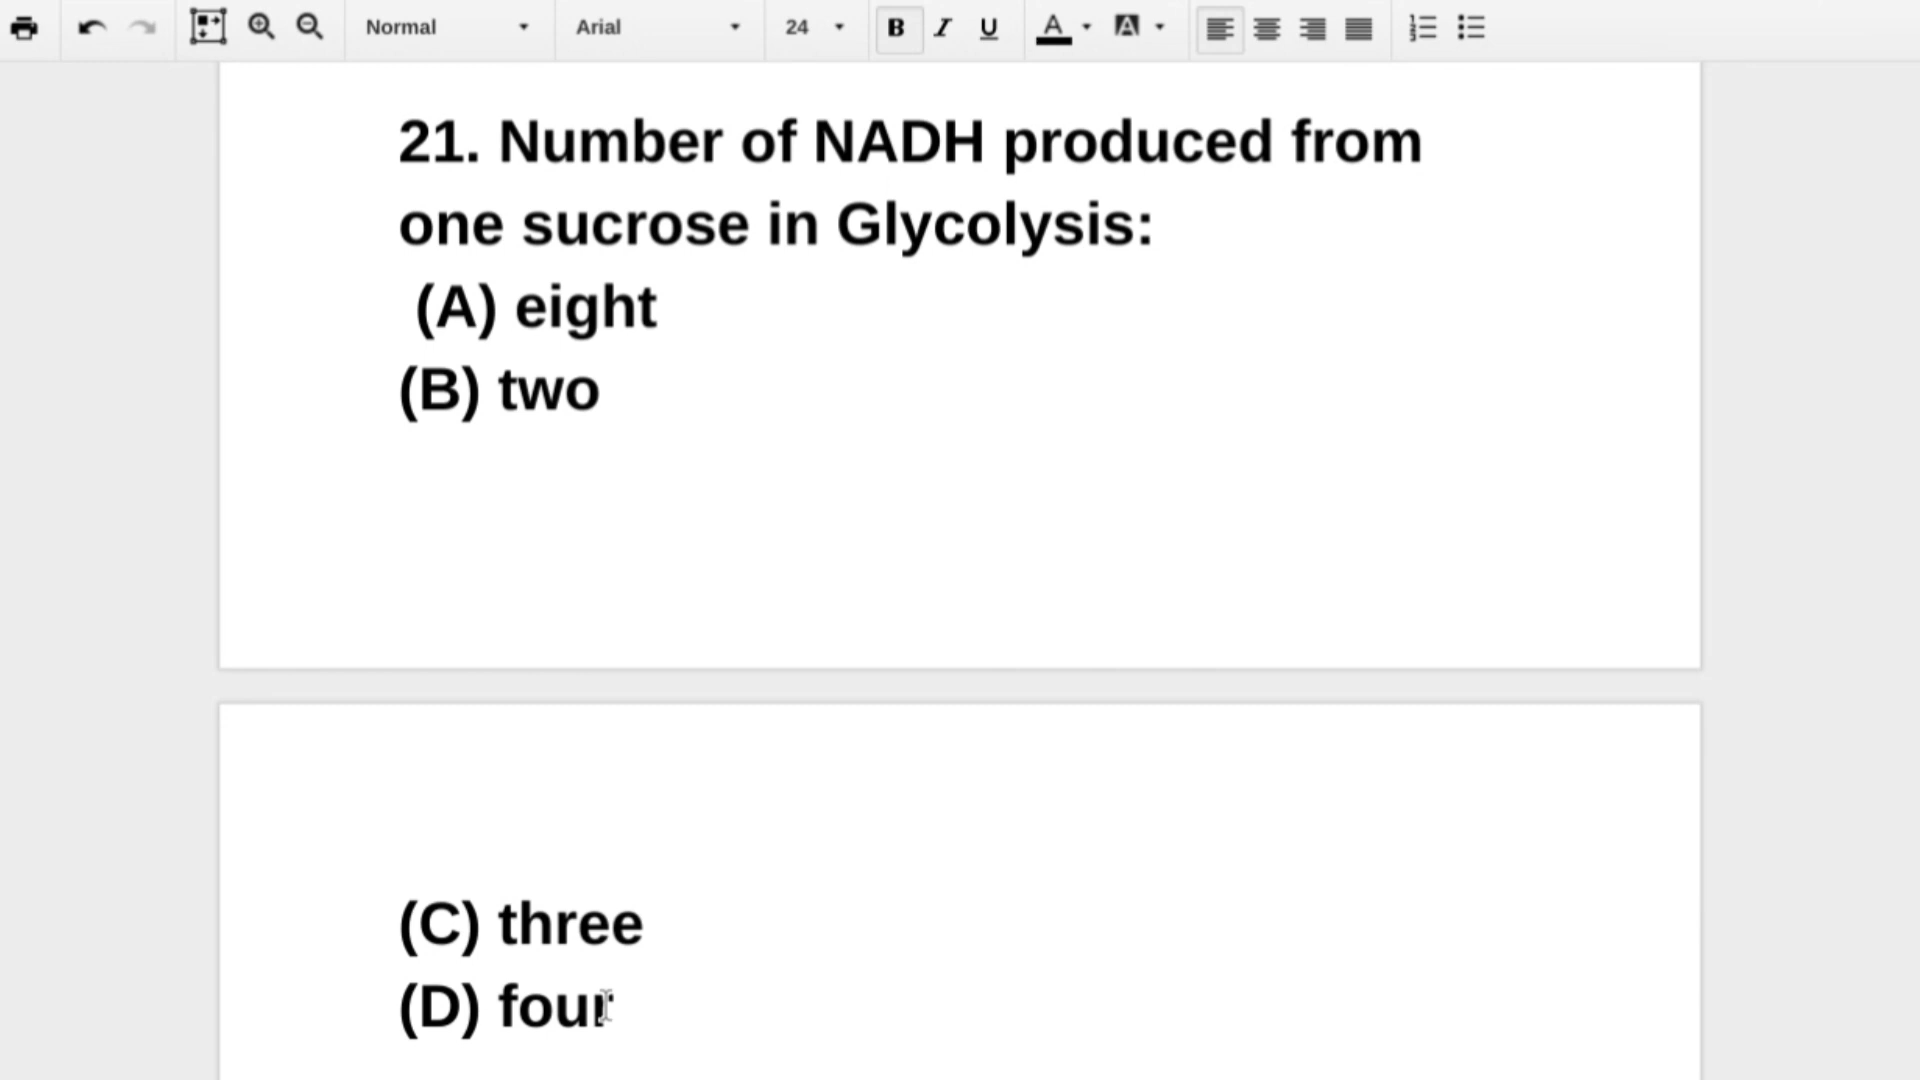 Normal Arial 24 B I U A A
21. Number of NADH produced from
one sucrose in Glycolysis:
(A) eight
(B) two
(C) three
(D) four